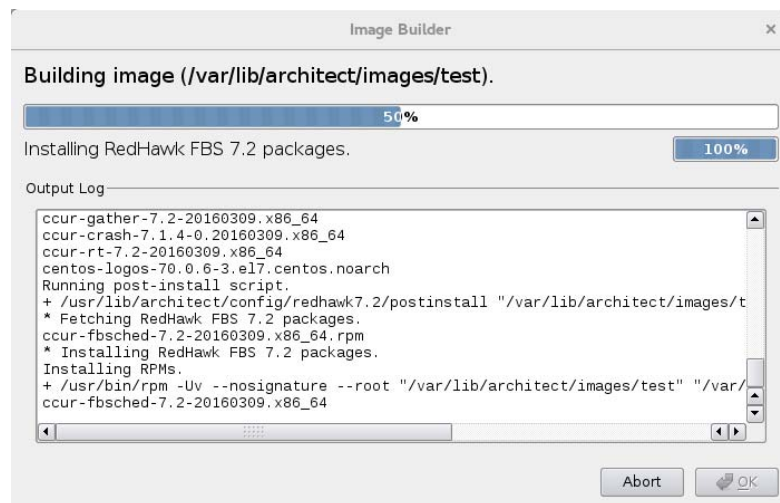 Image Builder
Building image (/var/lib/architect/images/test).
50%
Installing RedHawk FBS 7.2 packages.
100%
Output Log
ccur-gather-7.2-20160309.x86_64
ccur-crash-7.1.4-0.20160309.x86_64
ccur-rt-7.2-20160309.x86_64
centos-logos-70.0.6-3.el7.centos.noarch
Running post-install script.
+ /usr/lib/architect/config/redhawk7.2/postinstall "/var/lib/architect/images/t
* Fetching RedHawk FBS 7.2 packages.
ccur-fbsched-7.2-20160309.x86_64.rpm
* Installing RedHawk FBS 7.2 packages.
Installing RPMs.
+ /usr/bin/rpm -Uv --nosignature --root "/var/lib/architect/images/test" "/var/
ccur-fbsched-7.2-20160309.x86_64
Abort
OK